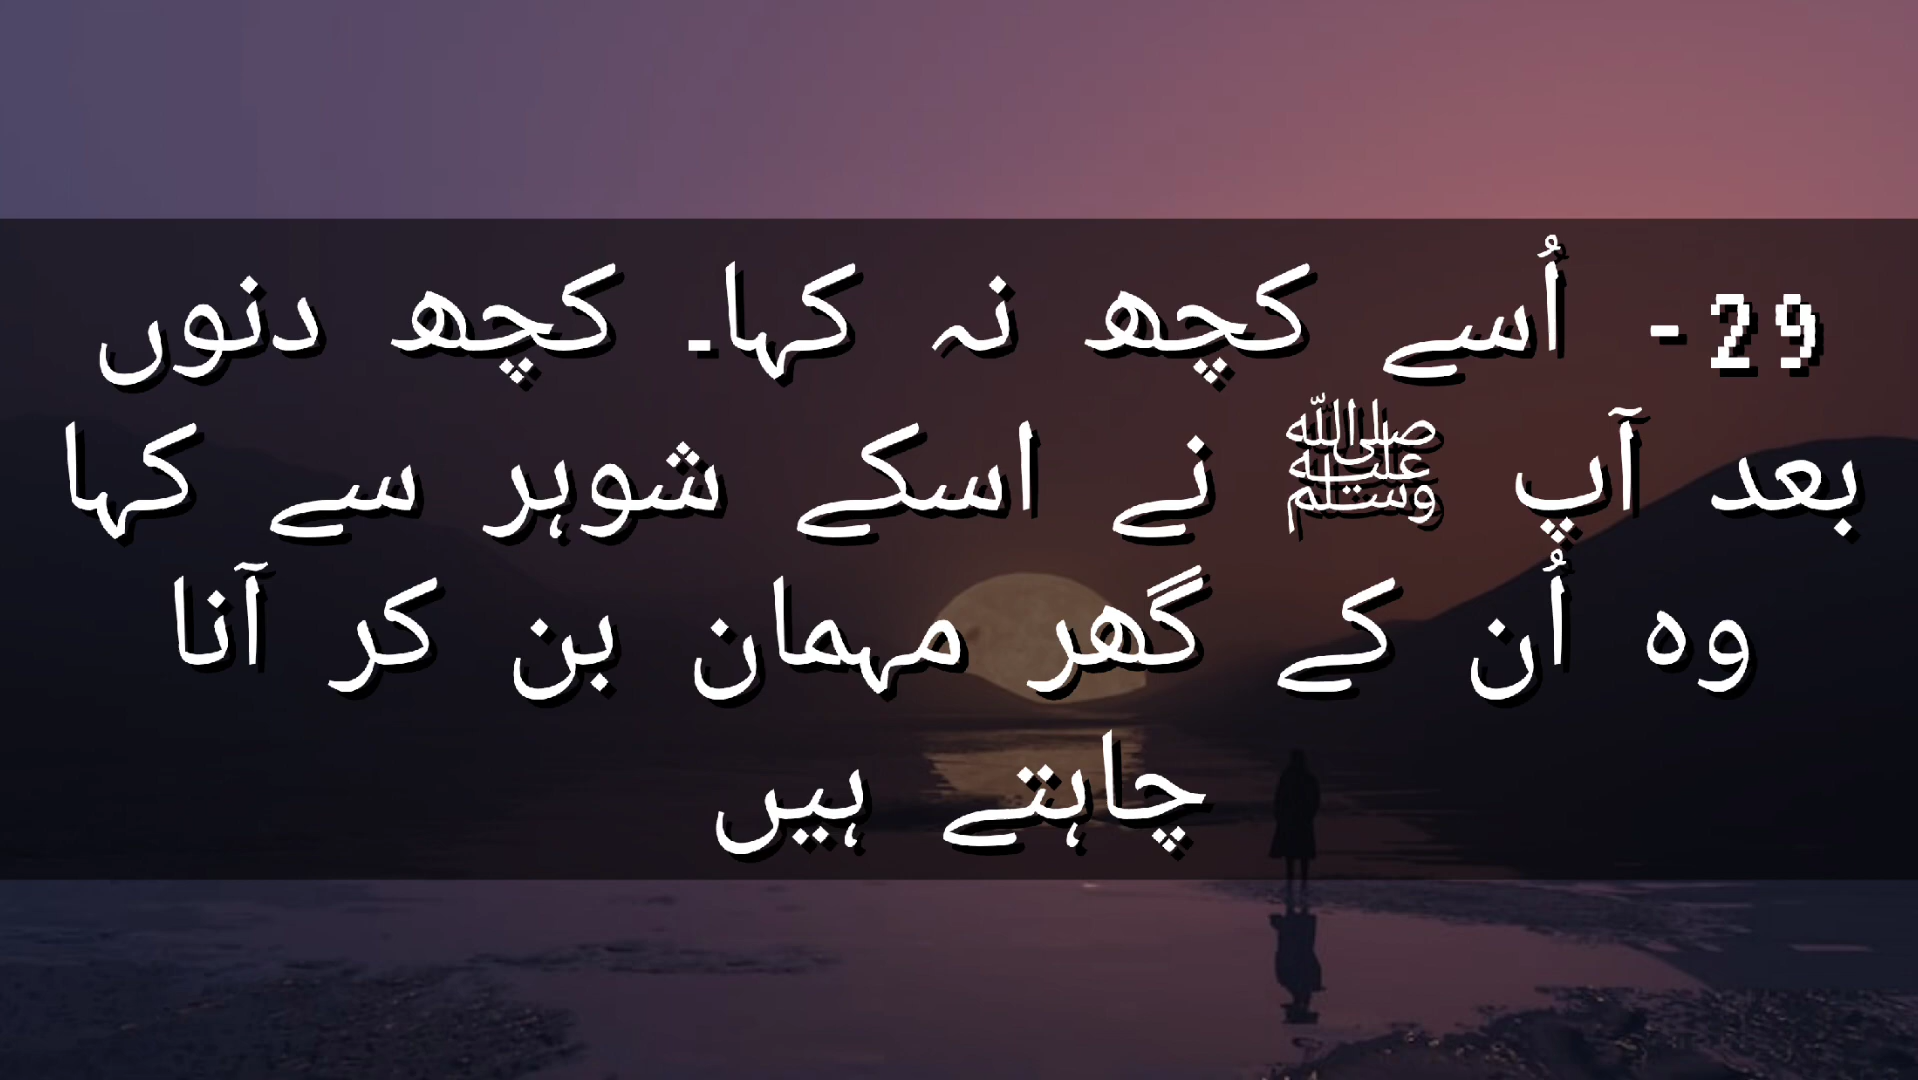 29- اُسے کچھ نہ کہا۔ کچھ دنوں
بعد آپ ﷺ نے اسکے شوہر سے کہا
وہ اُن کے گھر مہمان بن کر آنا
چاہتے ہیں